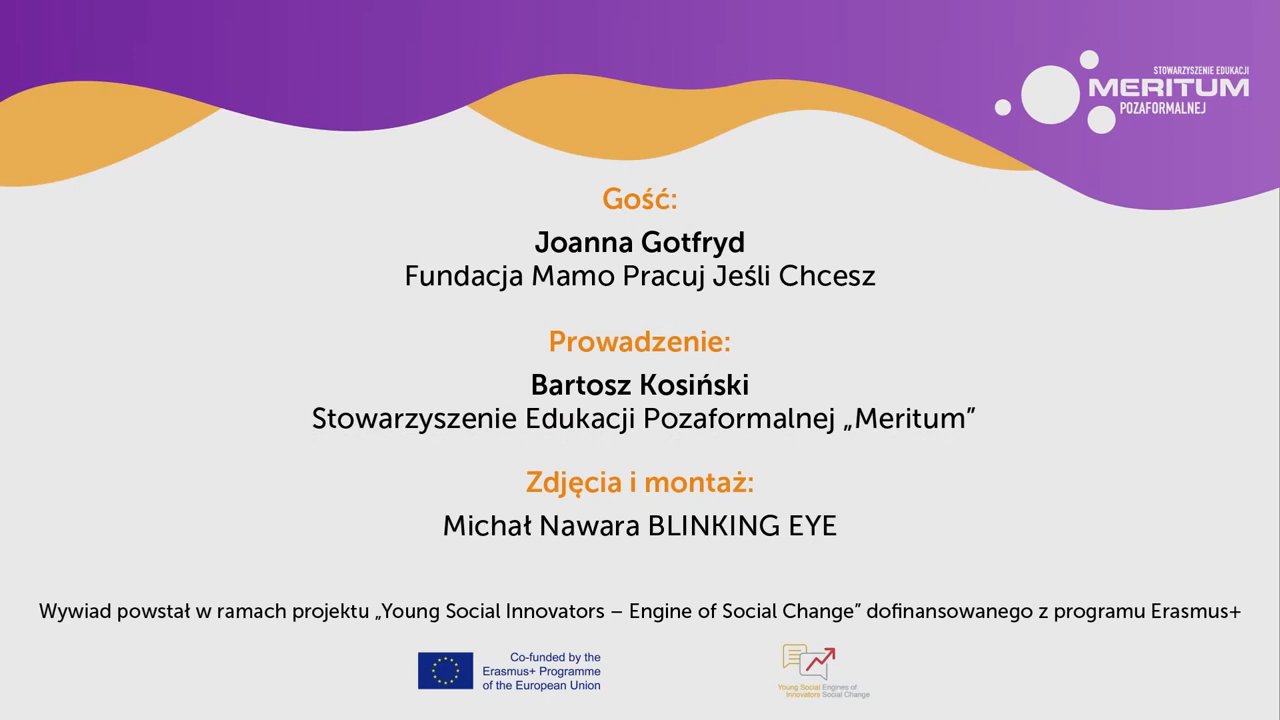 STOWARZYSZENIE EDUKACJI
MERITUM
POZAFORMALNEJ
Gość:
Joanna Gotfryd
Fundacja Mamo Pracuj Jeśli Chcesz
Prowadzenie:
Bartosz Kosiński
Stowarzyszenie Edukacji Pozaformalnej „Meritum”
Zdjęcia i montaż:
Michał Nawara BLINKING EYE
Wywiad powstał w ramach projektu „Young Social Innovators – Engine of Social Change” dofinansowanego z programu Erasmus+
Co-funded by the
Erasmus+ Programme
of the European Union
Young Social Engines of
Innovators Social Change